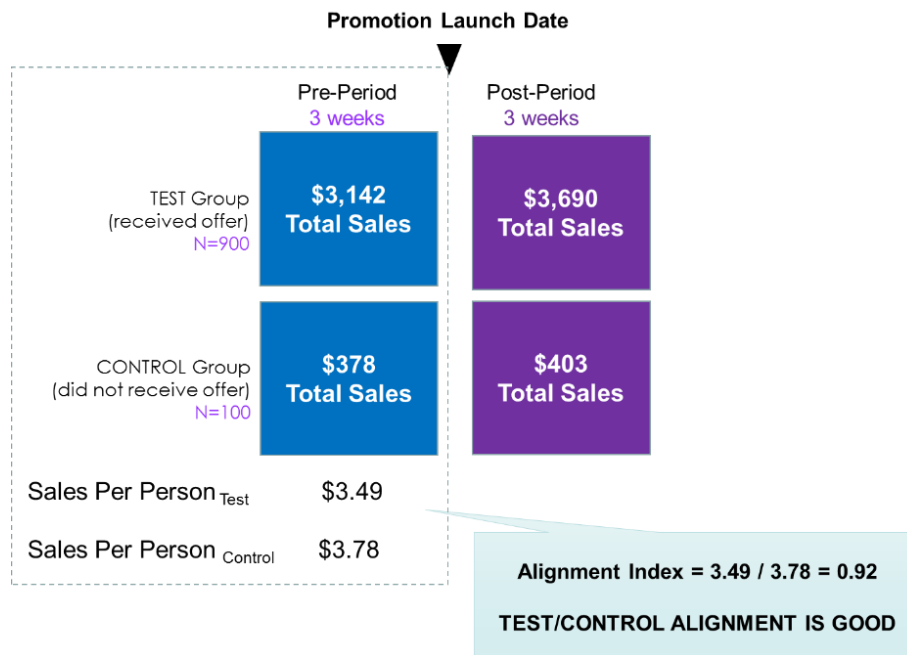 Promotion Launch Date
Pre-Period
3 weeks
Post-Period
3 weeks
TEST Group
(received offer)
N=900
$3,142
Total Sales
$3,690
Total Sales
CONTROL Group
(did not receive offer)
N=100
$378
Total Sales
$403
Total Sales
Sales Per Person Test $3.49
Sales Per Person Control $3.78
Alignment Index = 3.49 / 3.78 = 0.92
TEST/CONTROL ALIGNMENT IS GOOD